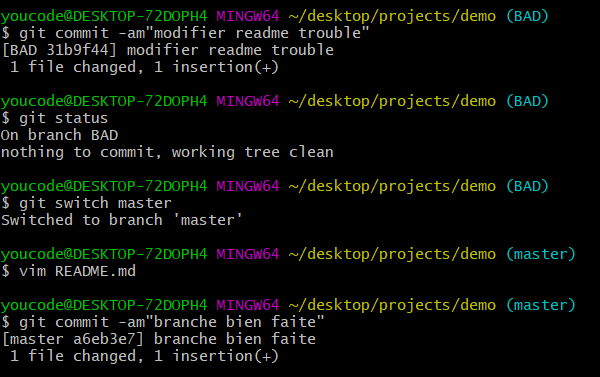 youcode@DESKTOP-72DOPH4 MINGW64 ~/desktop/projects/demo (BAD)
$ git commit -am"modifier readme trouble"
[BAD 31b9f44] modifier readme trouble
 1 file changed, 1 insertion(+)
youcode@DESKTOP-72DOPH4 MINGW64 ~/desktop/projects/demo (BAD)
$ git status
On branch BAD
nothing to commit, working tree clean
youcode@DESKTOP-72DOPH4 MINGW64 ~/desktop/projects/demo (BAD)
$ git switch master
Switched to branch 'master'
youcode@DESKTOP-72DOPH4 MINGW64 ~/desktop/projects/demo (master)
$ vim README.md
youcode@DESKTOP-72DOPH4 MINGW64 ~/desktop/projects/demo (master)
$ git commit -am"branche bien faite"
[master a6eb3e7] branche bien faite
 1 file changed, 1 insertion(+)